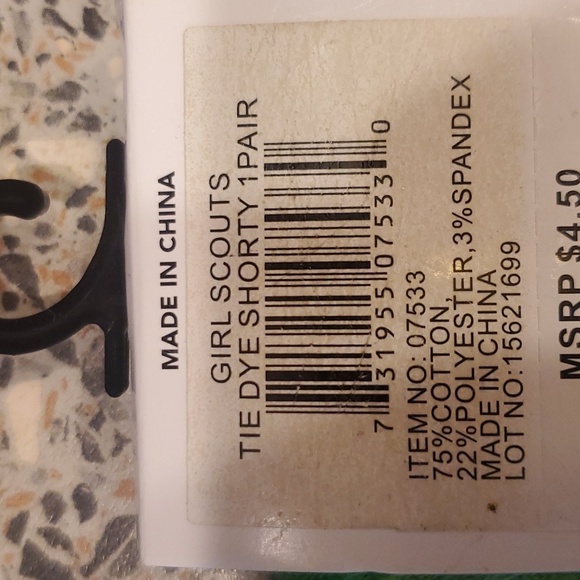 MADE IN CHINA
GIRL SCOUTS
TIE DYE SHORTY 1PAIR
7 31955 07533 0
ITEM NO: 07533
75%COTTON,
22%POLYESTER,3%SPANDEX
MADE IN CHINA
LOT NO:15621699
MSRP $4.50